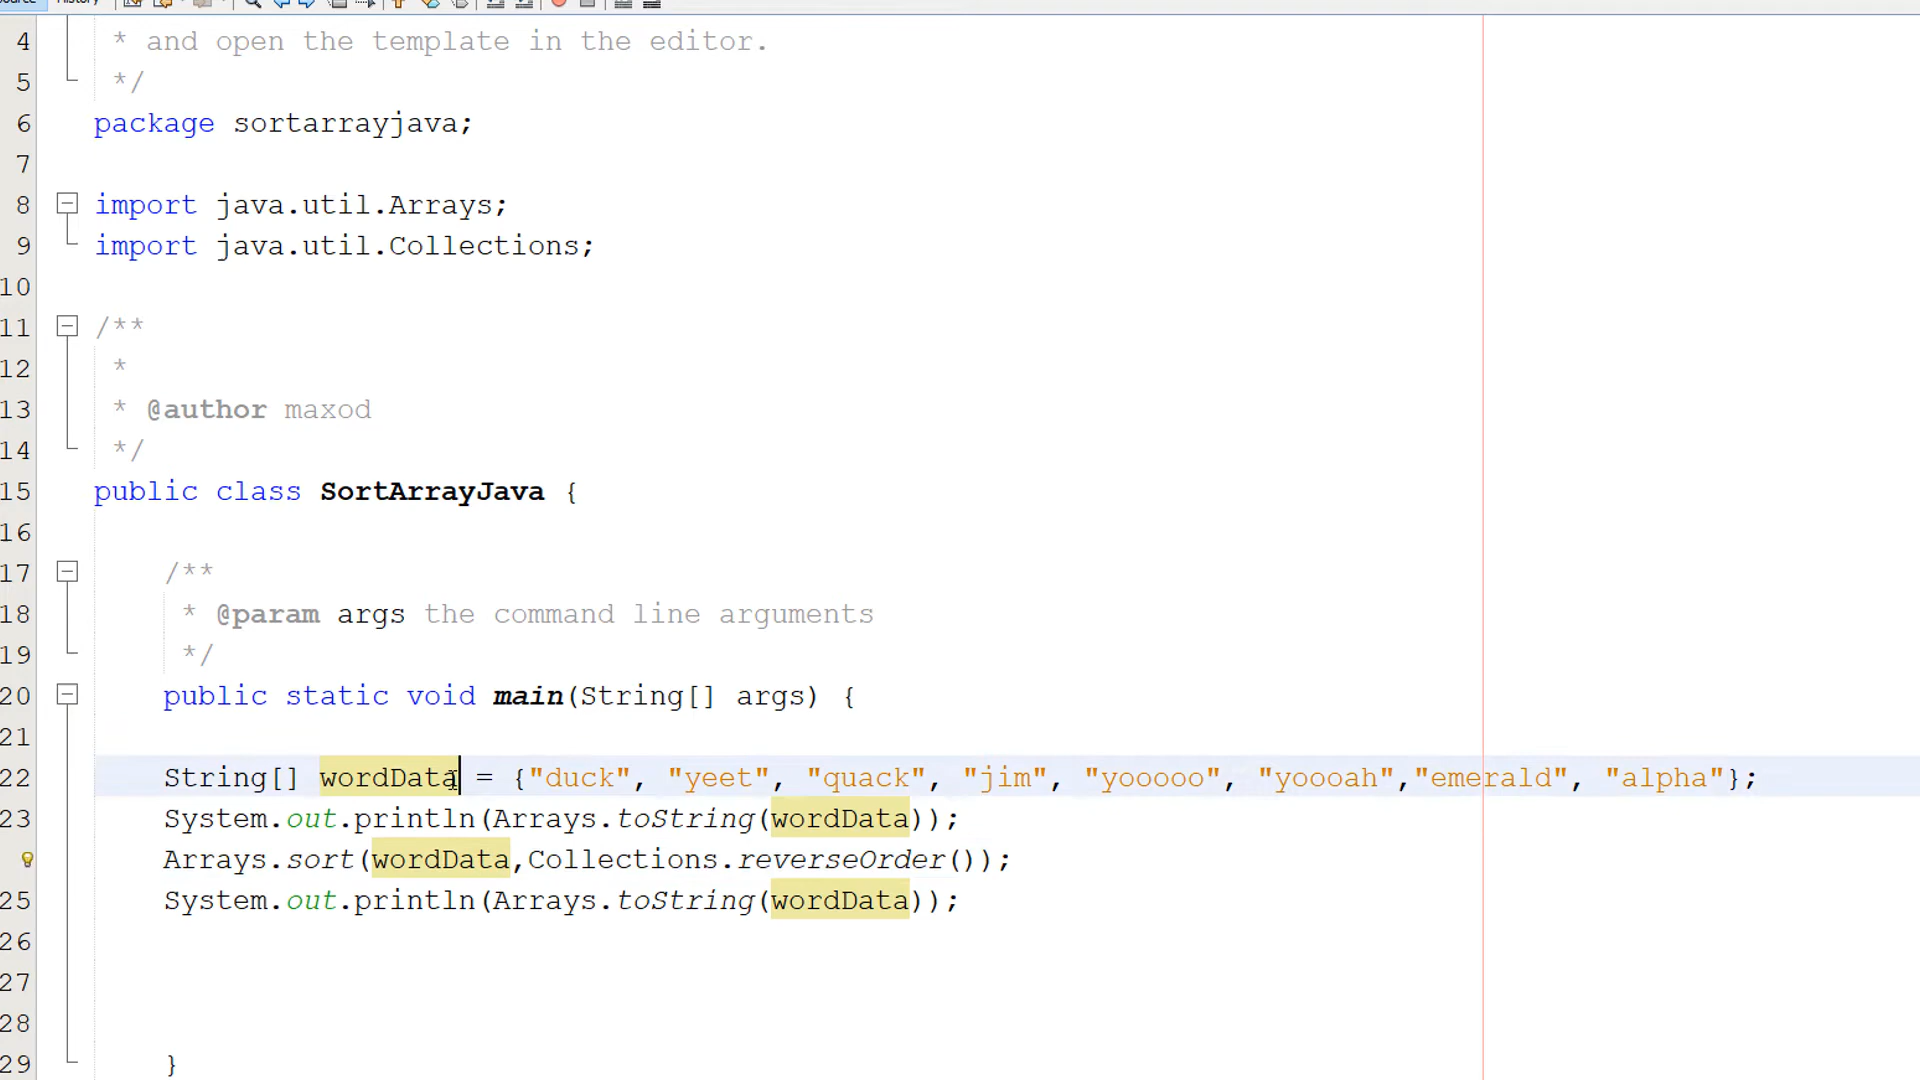 Source History
4 * and open the template in the editor.
5 */
6 package sortarrayjava;
7
8 import java.util.Arrays;
9 import java.util.Collections;
10
11 /**
12 *
13 * @author maxod
14 */
15 public class SortArrayJava {
16
17 /**
18 * @param args the command line arguments
19 */
20 public static void main(String[] args) {
21
22 String[] wordData = {"duck", "yeet", "quack", "jim", "yooooo", "yoooah","emerald", "alpha"};
23 System.out.println(Arrays.toString(wordData));
Arrays.sort(wordData,Collections.reverseOrder());
25 System.out.println(Arrays.toString(wordData));
26
27
28
29 }